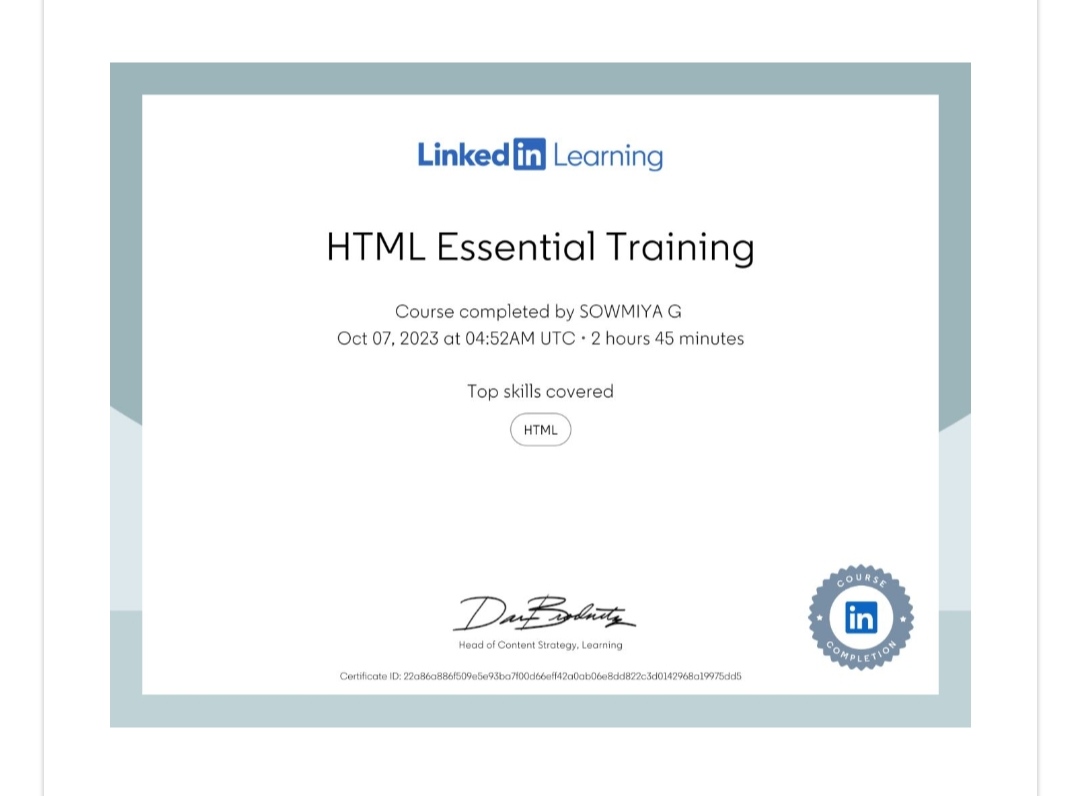 Linked in Learning
HTML Essential Training
Course completed by SOWMIYA G
Oct 07, 2023 at 04:52AM UTC • 2 hours 45 minutes
Top skills covered
HTML
Head of Content Strategy, Learning
COURSE
in
COMPLETION
Certificate ID: 22a86a886f509e5e93ba7f00d66eff42a0ab06e8dd822c3d0142968a19975dd5